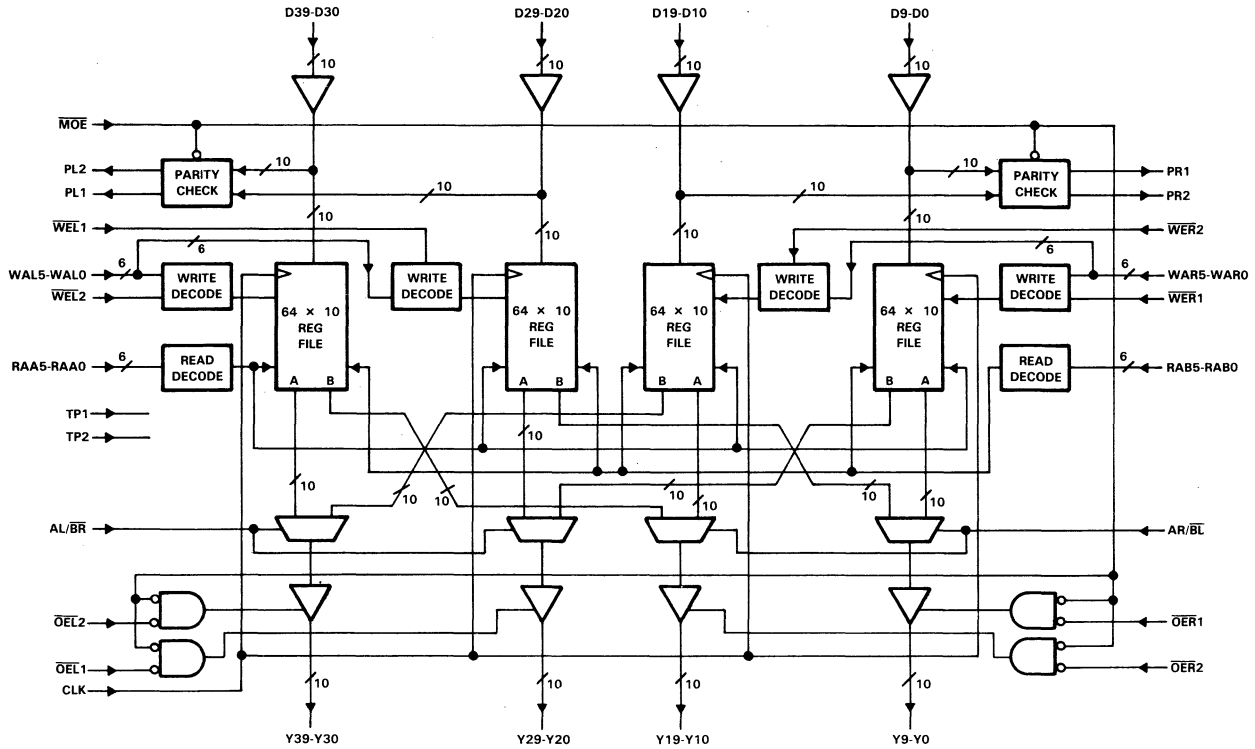 D39-D30
D29-D20
D19-D10
D9-D0
10
10
10
10
MOE
PL2
PARITY CHECK
10
10
10
10
PARITY CHECK
PR1
PL1
PR2
10
10
10
10
WEL1
WER2
6
6
WAL5-WAL0
6
WRITE DECODE
WRITE DECODE
WRITE DECODE
WRITE DECODE
6
WAR5-WAR0
WEL2
WER1
64 × 10 REG FILE
64 × 10 REG FILE
64 × 10 REG FILE
64 × 10 REG FILE
RAA5-RAA0
6
READ DECODE
READ DECODE
6
RAB5-RAB0
A B
A B
B A
B A
TP1
TP2
10
10
10
10
10
10
10
10
AL/BR
AR/BL
OEL2
OER1
OEL1
OER2
CLK
10
10
10
10
Y39-Y30
Y29-Y20
Y19-Y10
Y9-Y0